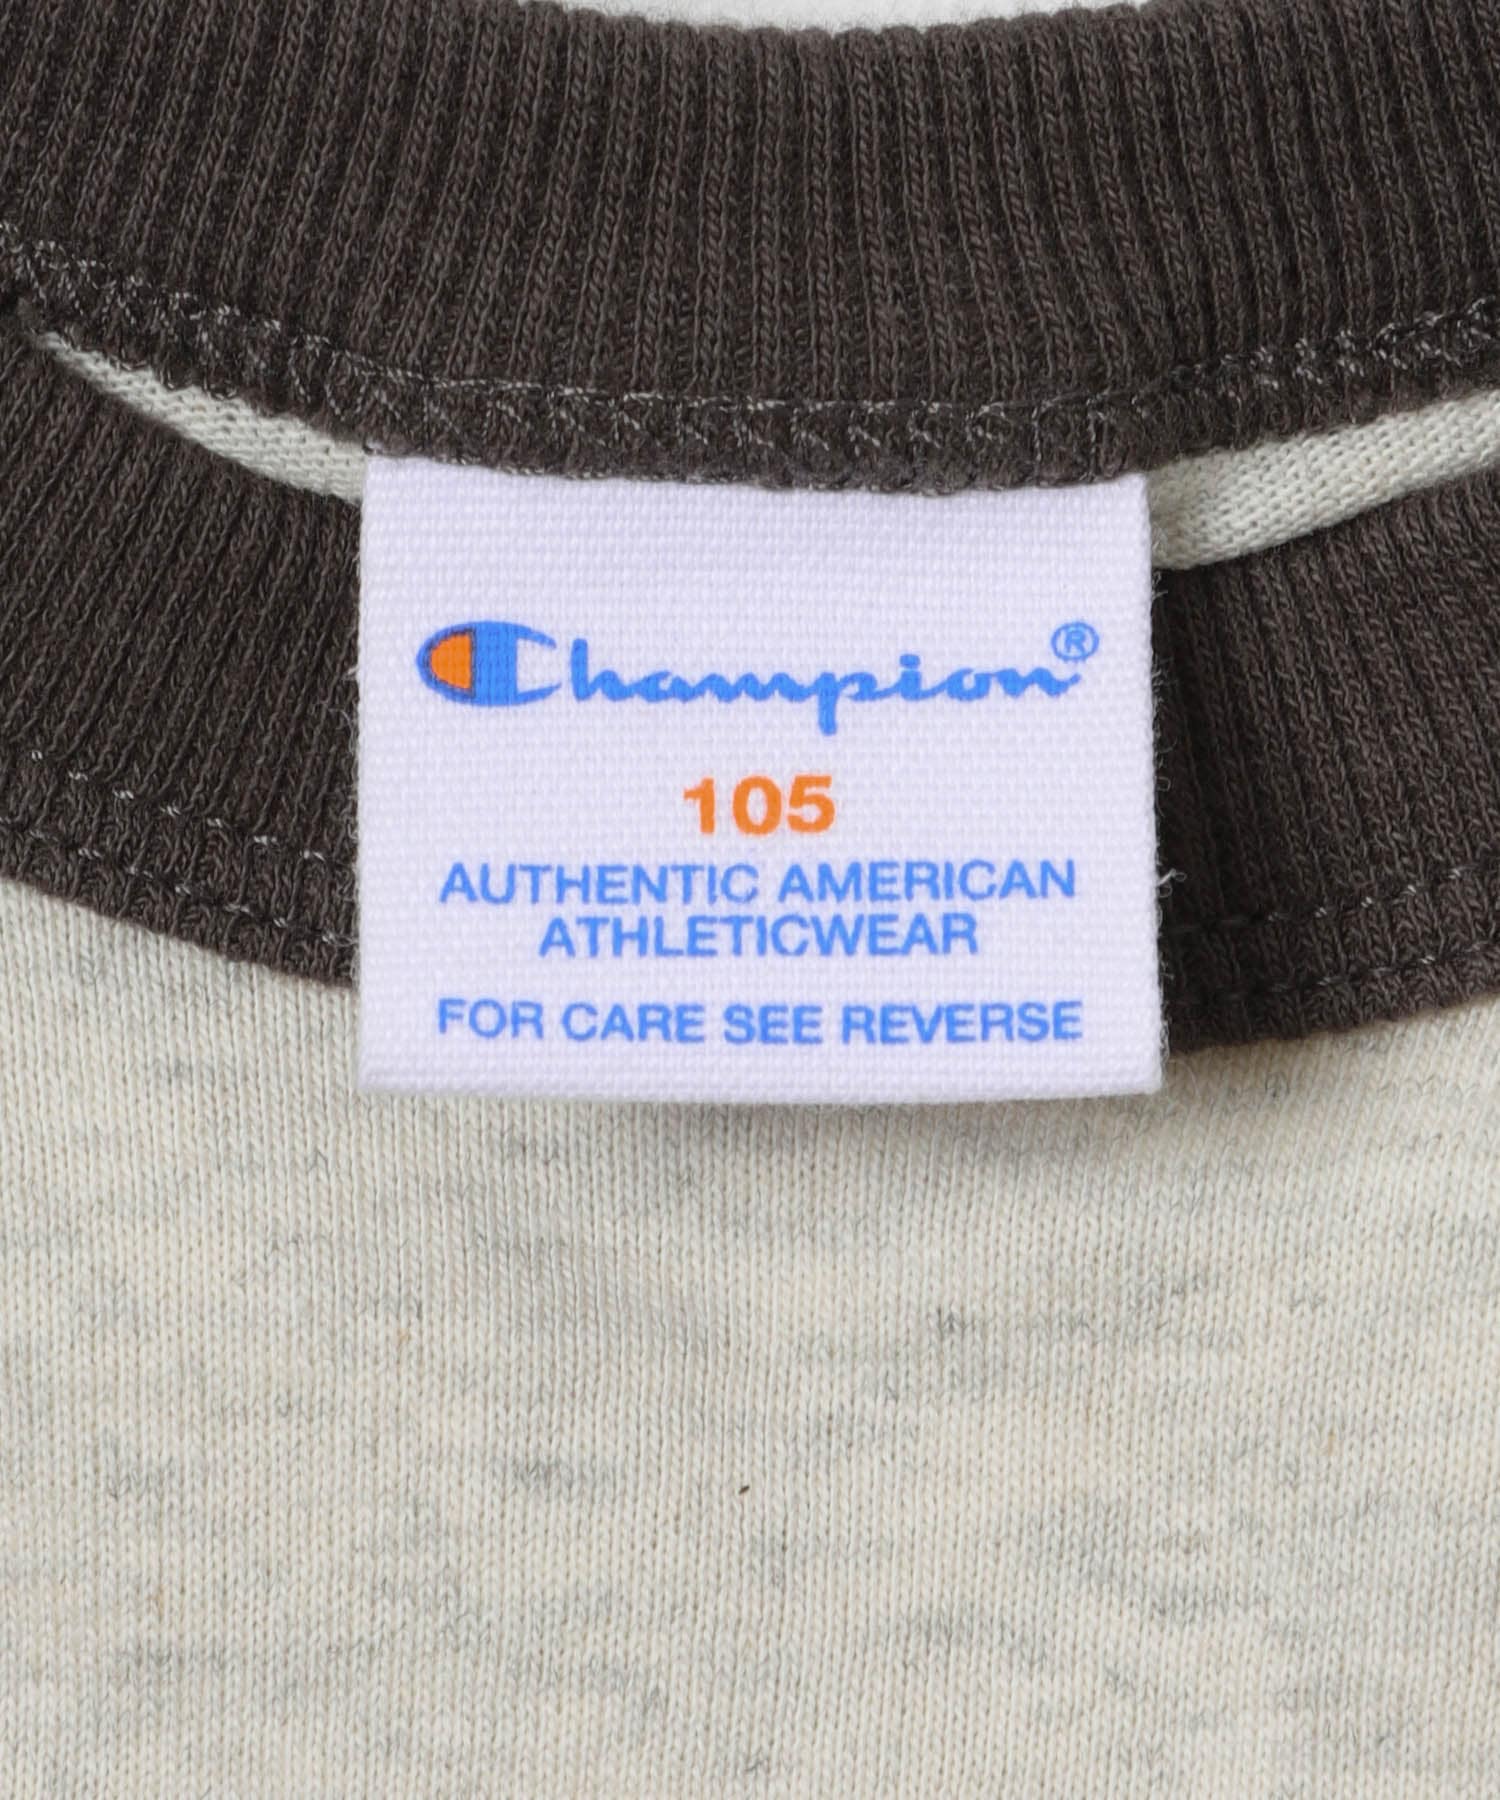 Champion®
105
AUTHENTIC AMERICAN
ATHLETICWEAR
FOR CARE SEE REVERSE